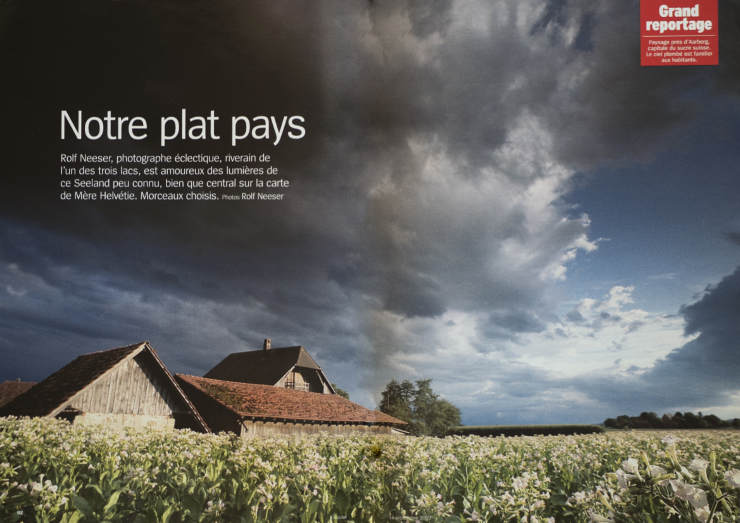 Grand
reportage
Paysage près d'Aarberg,
capitale du sucre suisse.
Le ciel plombé est familier
aux habitants.
Notre plat pays
Rolf Neeser, photographe éclectique, riverain de
l'un des trois lacs, est amoureux des lumières de
ce Seeland peu connu, bien que central sur la carte
de Mère Helvétie. Morceaux choisis. Photos Rolf Neeser